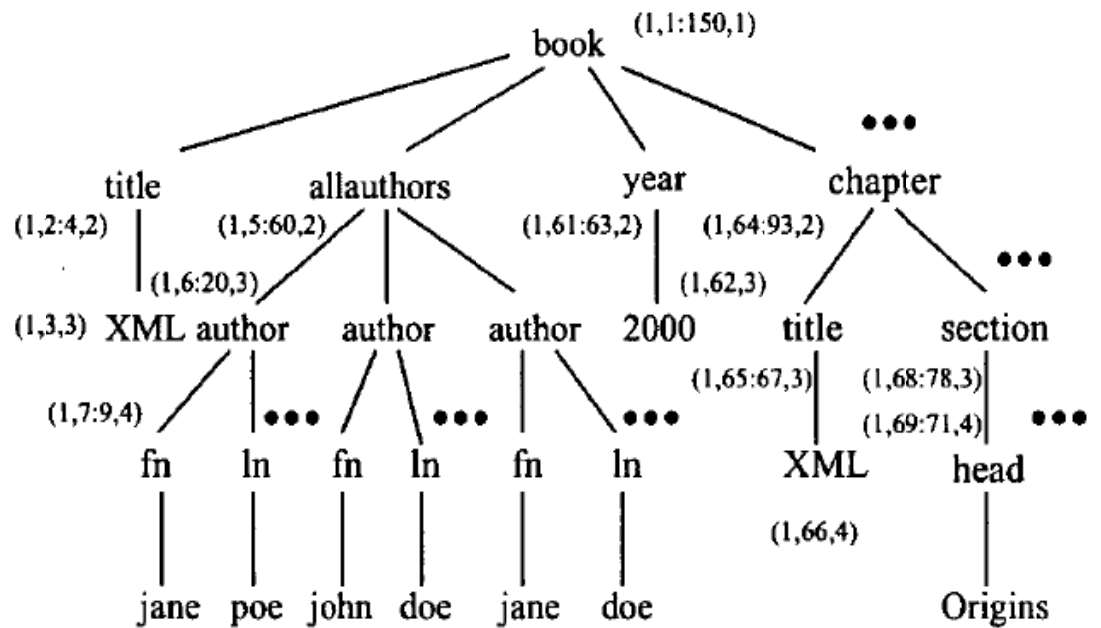 book (1,1:150,1)
title allauthors year chapter
(1,2:4,2) (1,5:60,2) (1,61:63,2) (1,64:93,2)
(1,6:20,3) (1,62,3)
(1,3,3) XML author author author 2000 title section
(1,65:67,3) (1,68:78,3)
(1,7:9,4) (1,69:71,4)
fn ln fn ln fn ln XML head
(1,66,4)
jane poe john doe jane doe Origins